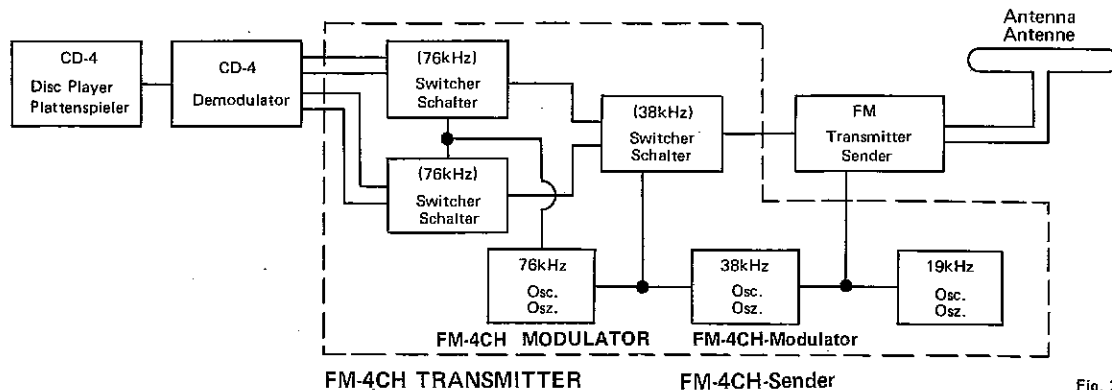 Antenna
Antenne
CD-4
Disc Player
Plattenspieler
CD-4
Demodulator
(76kHz)
Switcher
Schalter
(38kHz)
Switcher
Schalter
FM
Transmitter
Sender
(76kHz)
Switcher
Schalter
76kHz
Osc.
Osz.
38kHz
Osc.
Osz.
19kHz
Osc.
Osz.
FM-4CH MODULATOR
FM-4CH-Modulator
FM-4CH TRANSMITTER
FM-4CH-Sender
Fig.